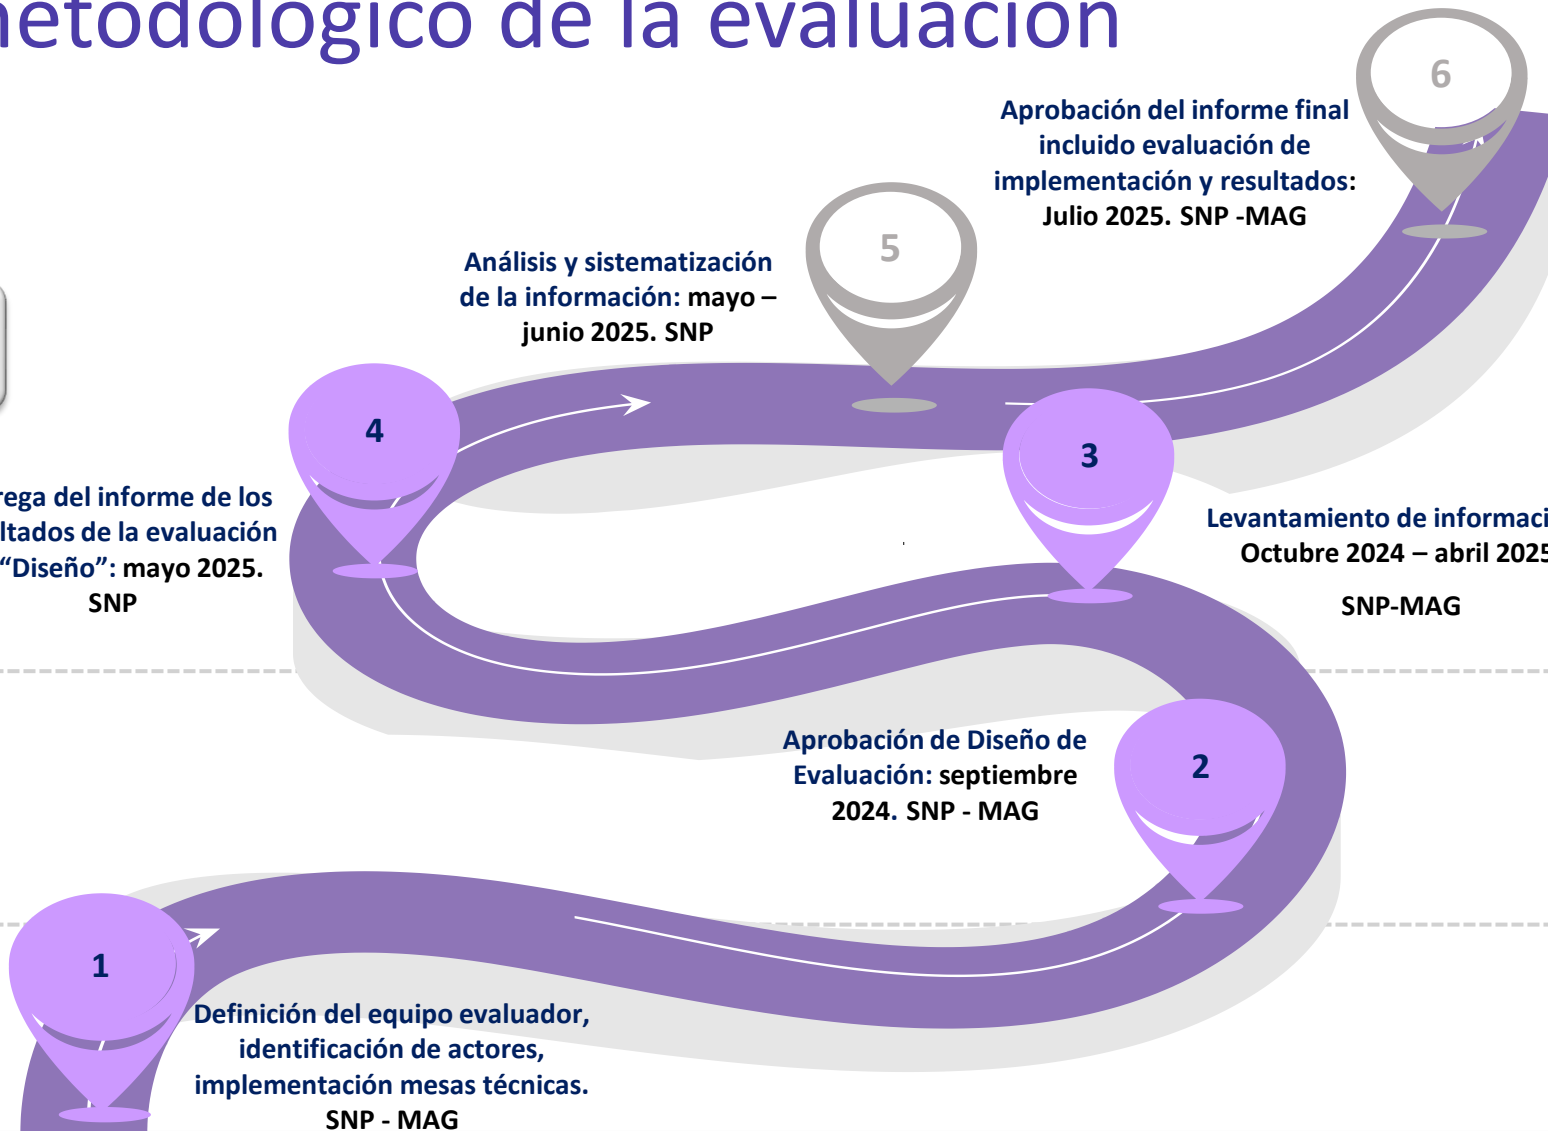 metodológico de la evaluación
6
Aprobación del informe final
incluido evaluación de
implementación y resultados:
Julio 2025. SNP -MAG
5
Análisis y sistematización
de la información: mayo –
junio 2025. SNP
4
rega del informe de los
ltados de la evaluación
“Diseño”: mayo 2025.
SNP
3
Levantamiento de informaci
Octubre 2024 – abril 2025
SNP-MAG
2
Aprobación de Diseño de
Evaluación: septiembre
2024. SNP - MAG
1
Definición del equipo evaluador,
identificación de actores,
implementación mesas técnicas.
SNP - MAG